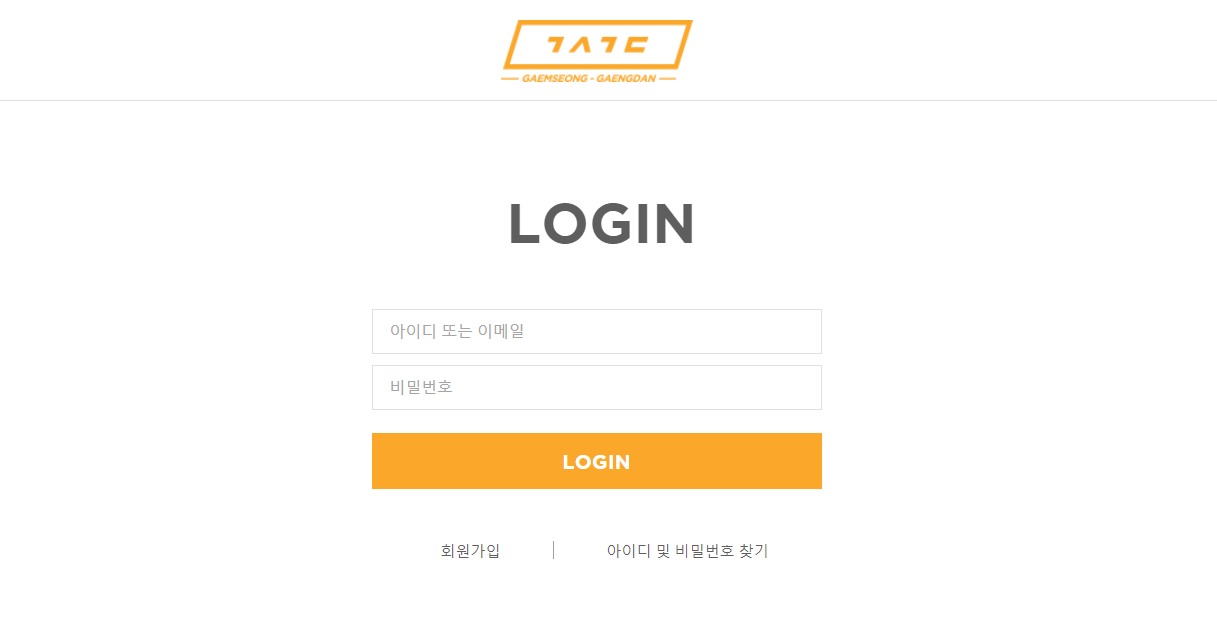 TATE
GAEMSEONG - GAENGDAN
LOGIN
아이디 또는 이메일
비밀번호
LOGIN
회원가입 | 아이디 및 비밀번호 찾기